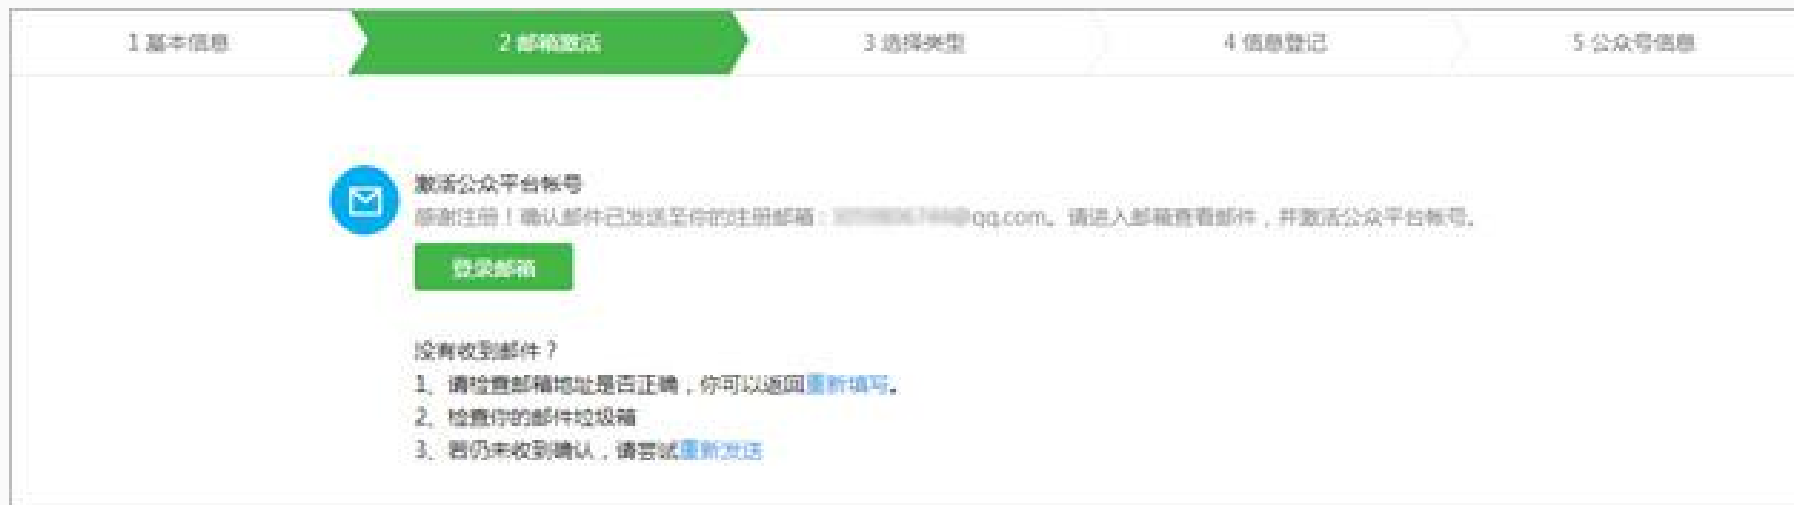 1 基本信息
2 邮箱激活
3 选择类型
4 信息登记
5 公众号信息
激活公众平台帐号
感谢注册！确认邮件已发送至你的注册邮箱：@qq.com。请进入邮箱查看邮件，并激活公众平台帐号。
登录邮箱
没有收到邮件？
1、请检查邮箱地址是否正确，你可以返回重新填写。
2、检查你的邮件垃圾箱
3、若仍未收到确认，请尝试重新发送